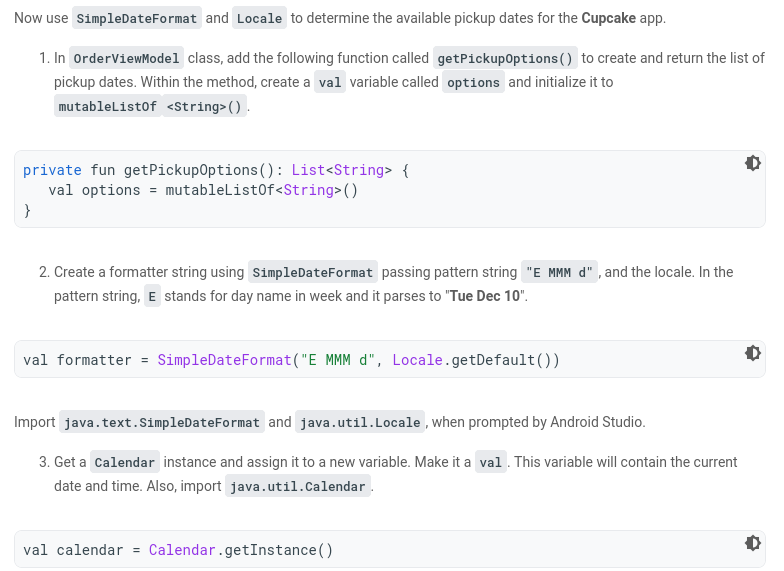 Now use SimpleDateFormat and Locale to determine the available pickup dates for the Cupcake app.
1. In OrderViewModel class, add the following function called getPickupOptions() to create and return the list of
pickup dates. Within the method, create a val variable called options and initialize it to
mutableListOf <String>().
private fun getPickupOptions(): List<String> {
   val options = mutableListOf<String>()
}
2. Create a formatter string using SimpleDateFormat passing pattern string "E MMM d", and the locale. In the
pattern string, E stands for day name in week and it parses to "Tue Dec 10".
val formatter = SimpleDateFormat("E MMM d", Locale.getDefault())
Import java.text.SimpleDateFormat and java.util.Locale, when prompted by Android Studio.
3. Get a Calendar instance and assign it to a new variable. Make it a val. This variable will contain the current
date and time. Also, import java.util.Calendar.
val calendar = Calendar.getInstance()